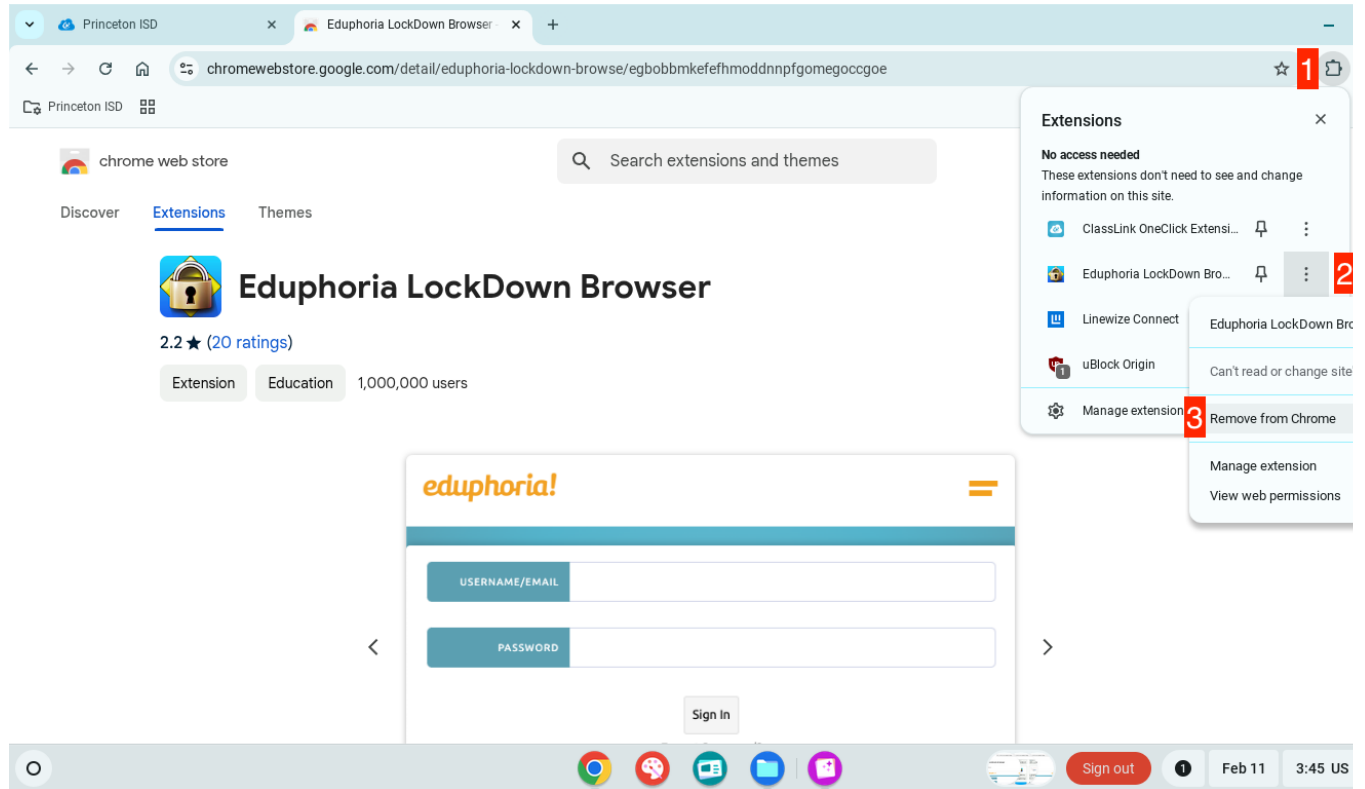 Princeton ISD
Eduphoria LockDown Browser -
chromewebstore.google.com/detail/eduphoria-lockdown-browse/egbobbmkefefhmoddnnpfgomegoccgoe
1
Princeton ISD
chrome web store
Search extensions and themes
Discover Extensions Themes
Eduphoria LockDown Browser
2.2 ★ (20 ratings)
Extension Education 1,000,000 users
Extensions
No access needed
These extensions don't need to see and change
information on this site.
ClassLink OneClick Extensi...
Eduphoria LockDown Bro...
2
Linewize Connect
uBlock Origin
1
Manage extension
Eduphoria LockDown Bro
Can't read or change site'
3
Remove from Chrome
Manage extension
View web permissions
eduphoria!
USERNAME/EMAIL
PASSWORD
Sign In
Sign out
1
Feb 11
3:45 US